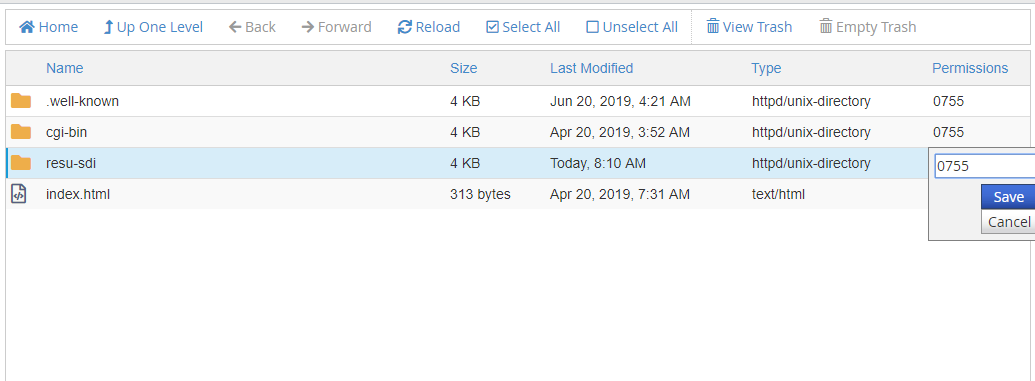 Home Up One Level Back Forward Reload Select All Unselect All View Trash Empty Trash
Name Size Last Modified Type Permissions
.well-known 4 KB Jun 20, 2019, 4:21 AM httpd/unix-directory 0755
cgi-bin 4 KB Apr 20, 2019, 3:52 AM httpd/unix-directory 0755
resu-sdi 4 KB Today, 8:10 AM httpd/unix-directory 0755
index.html 313 bytes Apr 20, 2019, 7:31 AM text/html Save
Cancel